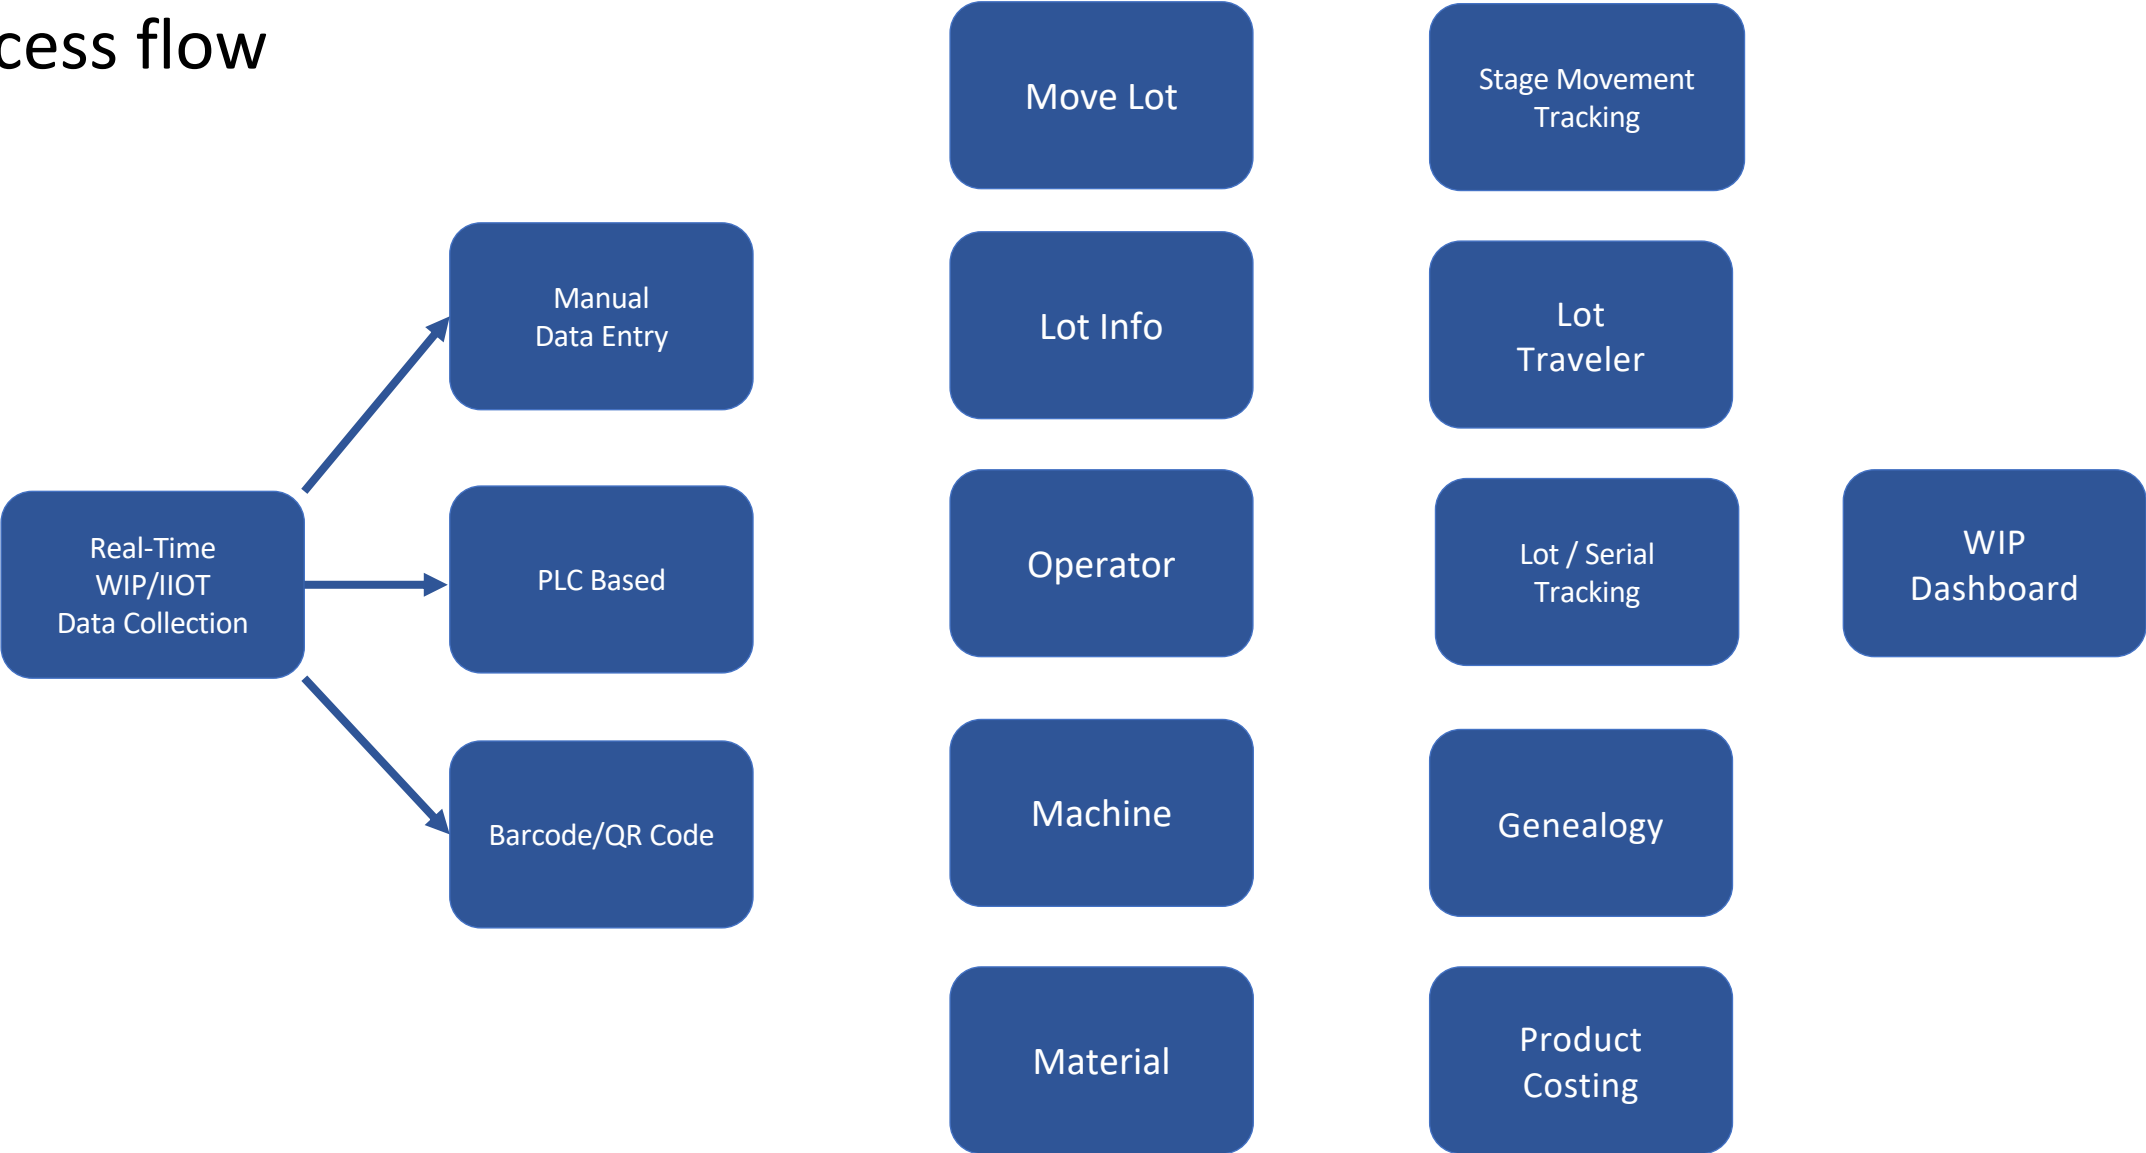 cess flow
Move Lot
Stage Movement
Tracking
Manual
Data Entry
Lot Info
Lot
Traveler
Real-Time
WIP/IIOT
Data Collection
PLC Based
Operator
Lot / Serial
Tracking
WIP
Dashboard
Barcode/QR Code
Machine
Genealogy
Material
Product
Costing